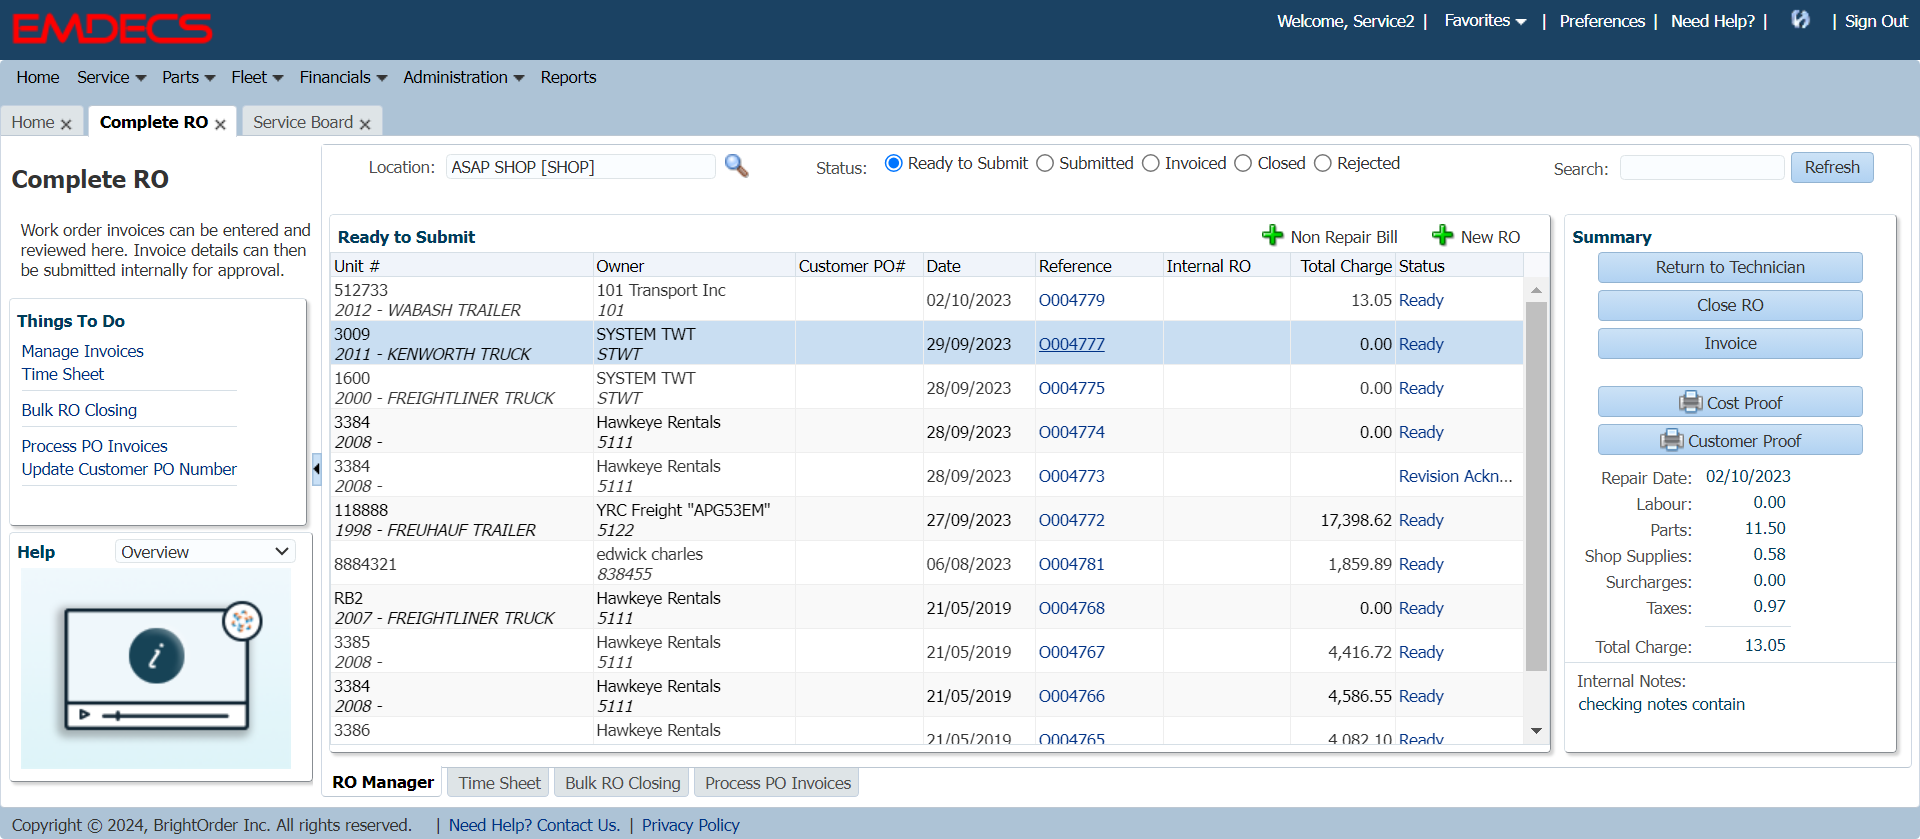 EMDECS
Welcome, Service2 | Favorites | Preferences | Need Help? | | Sign Out
Home Service Parts Fleet Financials Administration Reports
Home Complete RO Service Board
Complete RO
Work order invoices can be entered and
reviewed here. Invoice details can then
be submitted internally for approval.
Things To Do
Manage Invoices
Time Sheet
Bulk RO Closing
Process PO Invoices
Update Customer PO Number
Help Overview
i
Location: ASAP SHOP [SHOP] Status: Ready to Submit Submitted Invoiced Closed Rejected Search: Refresh
Ready to Submit Non Repair Bill New RO
Unit # Owner Customer PO# Date Reference Internal RO Total Charge Status
512733 101 Transport Inc
2012 - WABASH TRAILER 101 02/10/2023 O004779 13.05 Ready
3009 SYSTEM TWT
2011 - KENWORTH TRUCK STWT 29/09/2023 O004777 0.00 Ready
1600 SYSTEM TWT
2000 - FREIGHTLINER TRUCK STWT 28/09/2023 O004775 0.00 Ready
3384 Hawkeye Rentals
2008 - 5111 28/09/2023 O004774 0.00 Ready
3384 Hawkeye Rentals
2008 - 5111 28/09/2023 O004773 Revision Ackn...
118888 YRC Freight "APG53EM"
1998 - FREUHAUF TRAILER 5122 27/09/2023 O004772 17,398.62 Ready
8884321 edwick charles
838455 06/08/2023 O004781 1,859.89 Ready
RB2 Hawkeye Rentals
2007 - FREIGHTLINER TRUCK 5111 21/05/2019 O004768 0.00 Ready
3385 Hawkeye Rentals
2008 - 5111 21/05/2019 O004767 4,416.72 Ready
3384 Hawkeye Rentals
2008 - 5111 21/05/2019 O004766 4,586.55 Ready
3386 Hawkeye Rentals
21/05/2019 O004765 4,082.10 Ready
Summary
Return to Technician
Close RO
Invoice
Cost Proof
Customer Proof
Repair Date: 02/10/2023
Labour: 0.00
Parts: 11.50
Shop Supplies: 0.58
Surcharges: 0.00
Taxes: 0.97
Total Charge: 13.05
Internal Notes:
checking notes contain
RO Manager Time Sheet Bulk RO Closing Process PO Invoices
Copyright © 2024, BrightOrder Inc. All rights reserved. | Need Help? Contact Us. | Privacy Policy